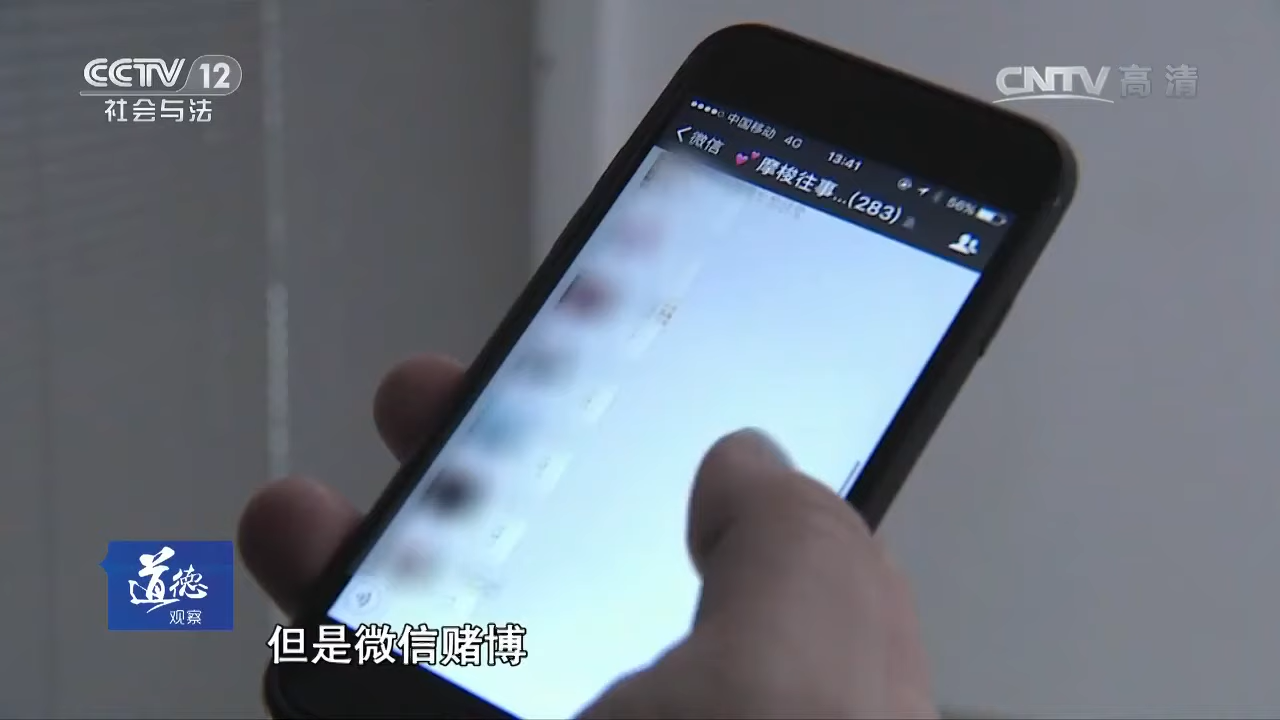 CCTV 12
社会与法
CNTV 高清
中国移动 4G 13:41 56%
微信 💕摩梭往事...(283)
道德
观察
但是微信赌博